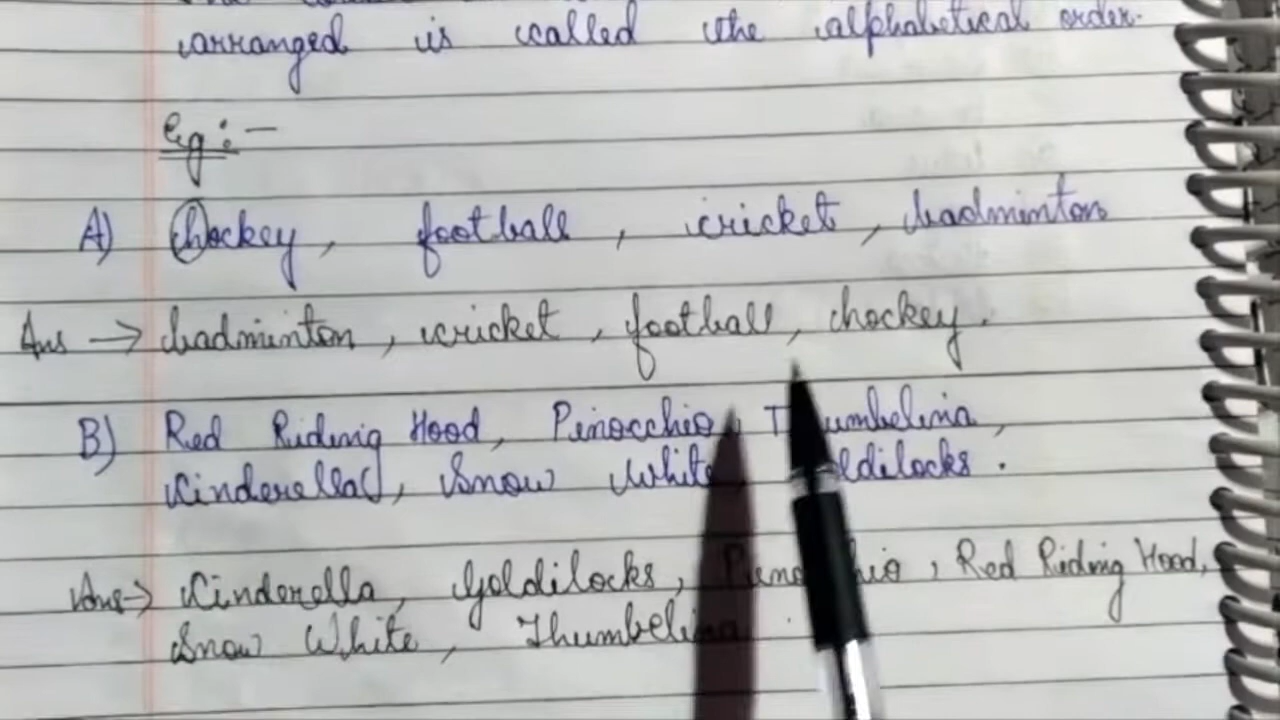 arranged is called the alphabetical order.
eg:-
A) hockey, football, cricket, badminton
Ans → badminton, cricket, football, hockey.
B) Red Riding Hood, Pinocchio, Thumbelina,
Cinderella, Snow White, Goldilocks.
Ans → Cinderella, Goldilocks, Pinocchio, Red Riding Hood,
Snow White, Thumbelina.